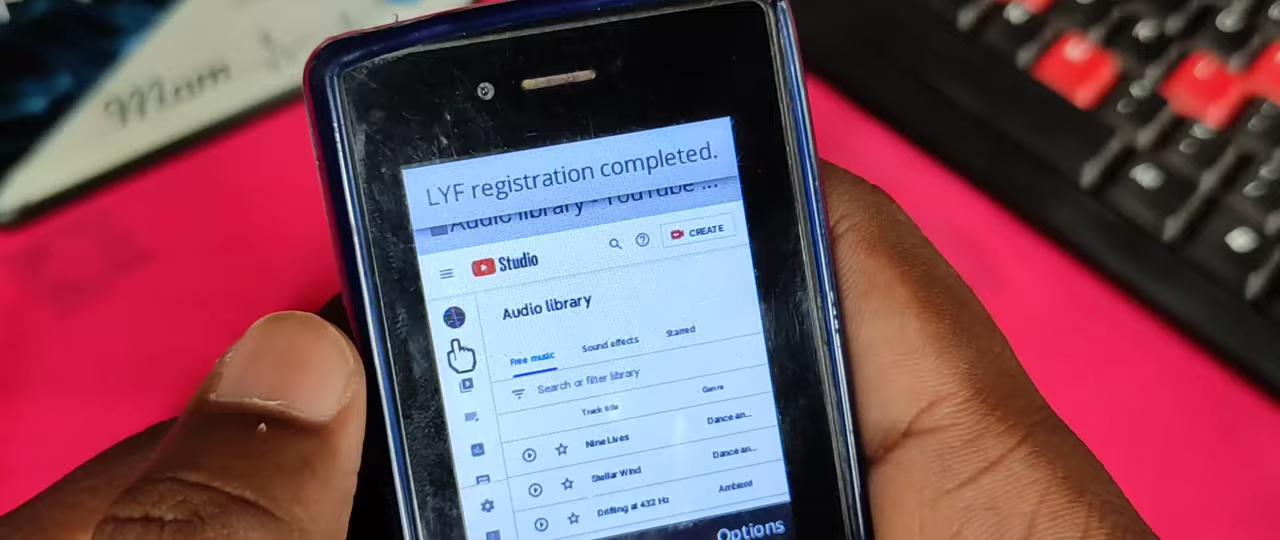 Mam
LYF registration completed.
Audio library - YouTube ...
Studio
CREATE
Audio library
Free music
Sound effects
Starred
Search or filter library
Track title
Genre
Nine Lives
Dance an...
Stellar Wind
Dance an...
Drifting at 432 Hz
Ambient
Options